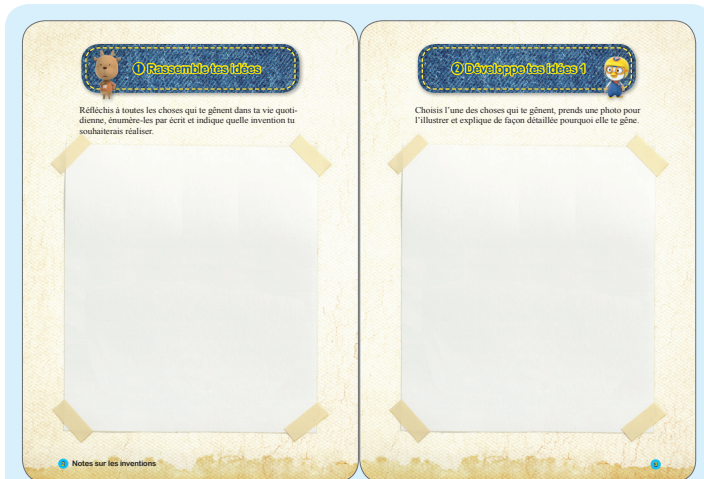 ① Rassemble tes idées
Réfléchis à toutes les choses qui te gênent dans ta vie quoti-
dienne, énumère-les par écrit et indique quelle invention tu
souhaiterais réaliser.
Notes sur les inventions
② Développe tes idées 1
Choisis l’une des choses qui te gênent, prends une photo pour
l’illustrer et explique de façon détaillée pourquoi elle te gêne.